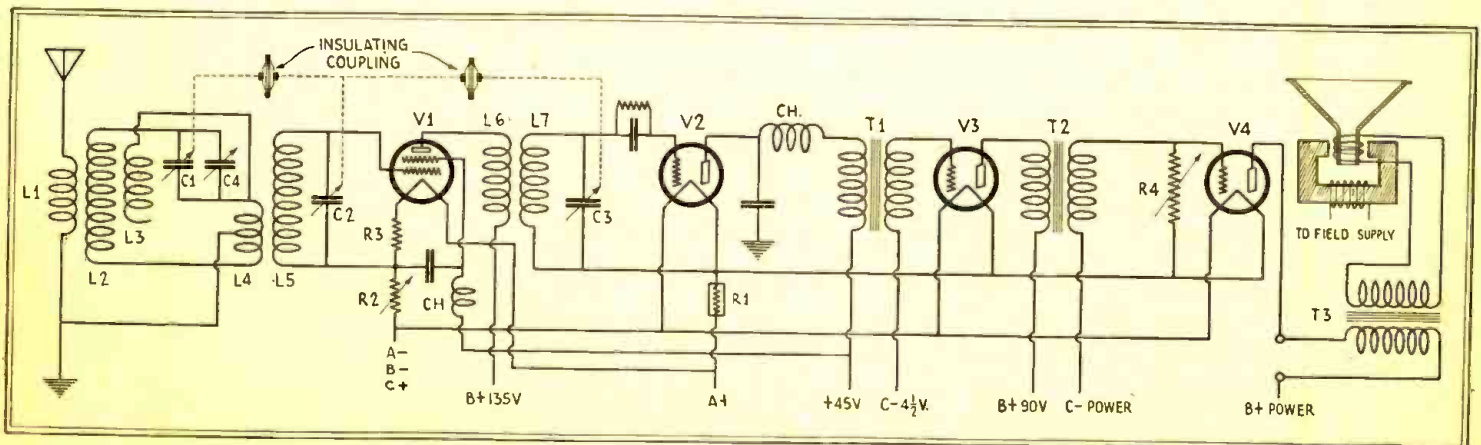 INSULATING
COUPLING
L1
L2
L3
C1
C4
L4
L5
C2
V1
R3
R2
CH
L6
L7
C3
V2
CH.
R1
T1
V3
T2
R4
V4
TO FIELD SUPPLY
T3
A-
B-
C+
B+135V
A+
+45V
C-4½V.
B+90V
C- POWER
B+ POWER